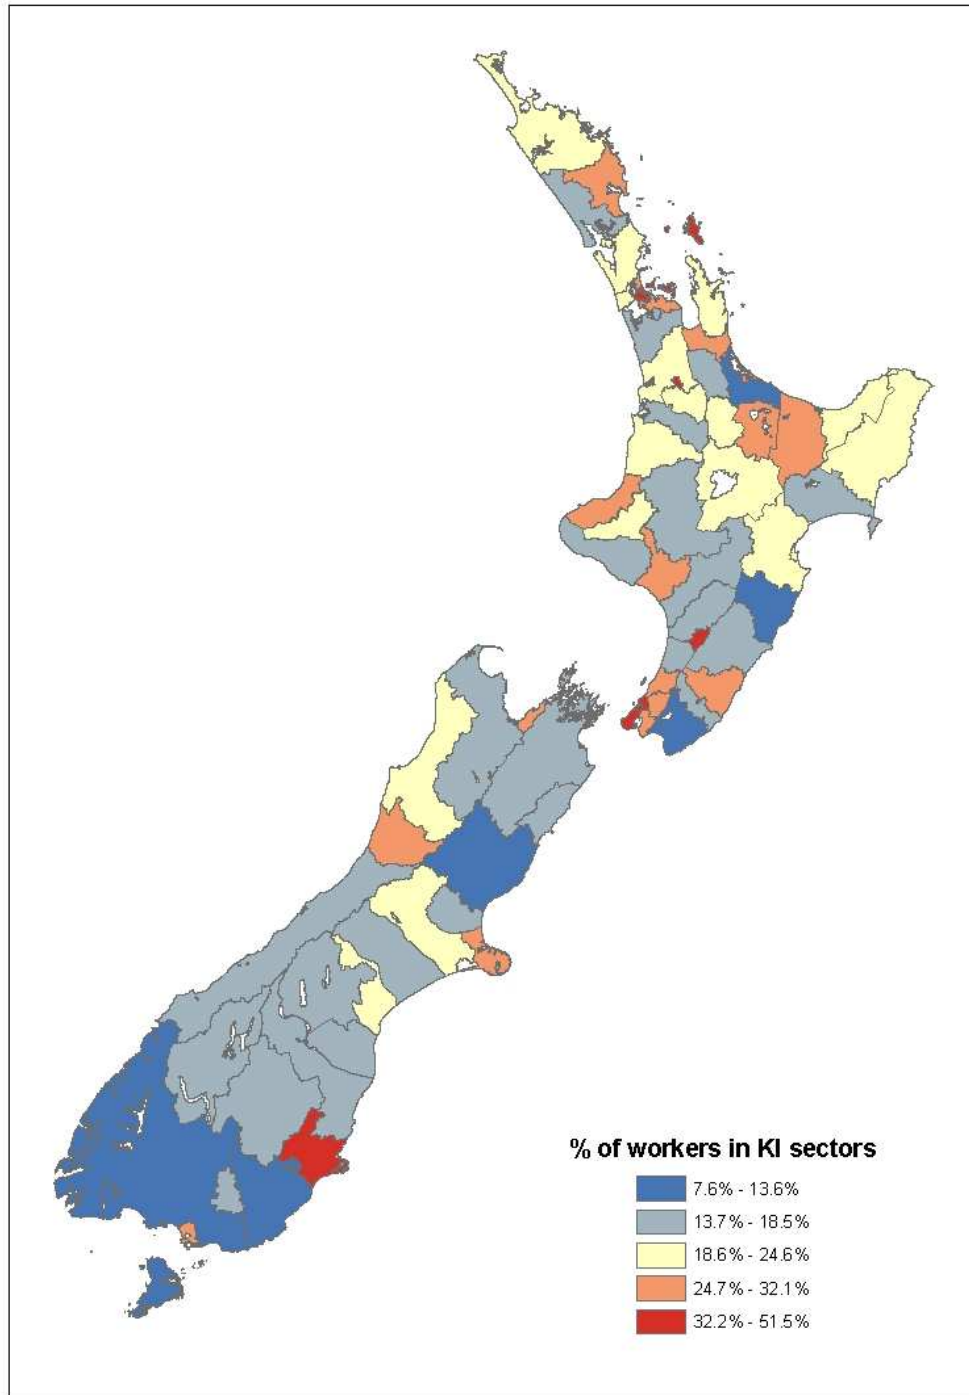 % of workers in KI sectors
7.6% - 13.6%
13.7% - 18.5%
18.6% - 24.6%
24.7% - 32.1%
32.2% - 51.5%